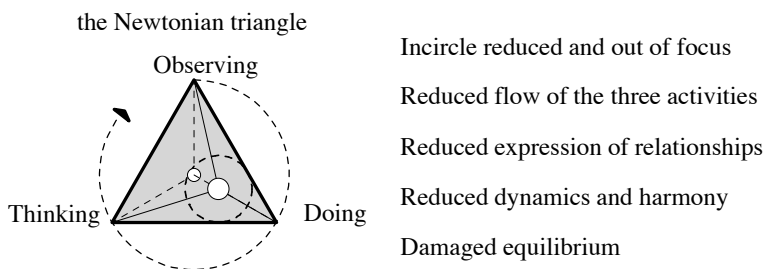 the Newtonian triangle
Observing
Thinking
Doing
Incircle reduced and out of focus
Reduced flow of the three activities
Reduced expression of relationships
Reduced dynamics and harmony
Damaged equilibrium